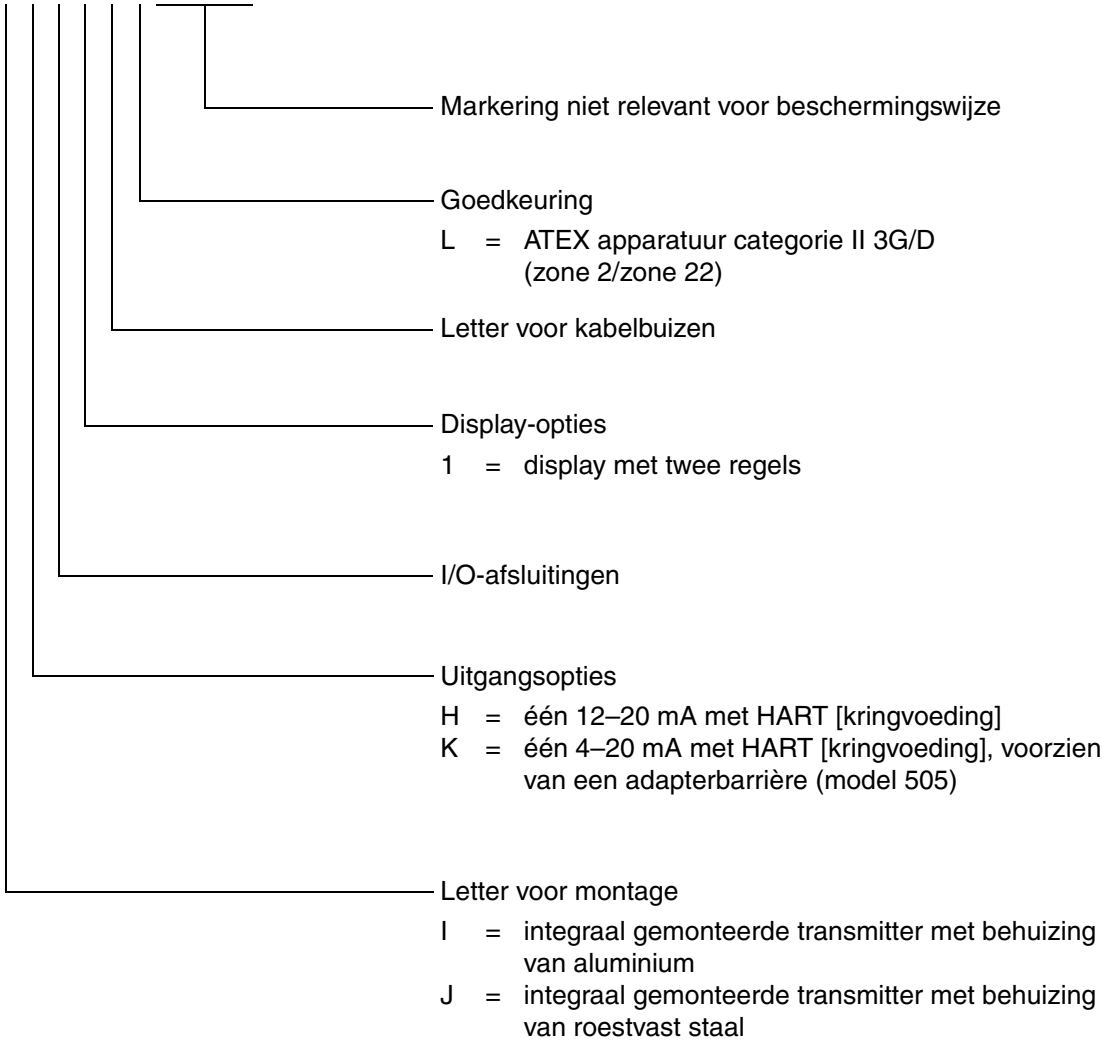 Markering niet relevant voor beschermingswijze
Goedkeuring
L = ATEX apparatuur categorie II 3G/D
(zone 2/zone 22)
Letter voor kabelbuizen
Display-opties
1 = display met twee regels
I/O-afsluitingen
Uitgangsopties
H = één 12–20 mA met HART [kringvoeding]
K = één 4–20 mA met HART [kringvoeding], voorzien
van een adapterbarrière (model 505)
Letter voor montage
I = integraal gemonteerde transmitter met behuizing
van aluminium
J = integraal gemonteerde transmitter met behuizing
van roestvast staal